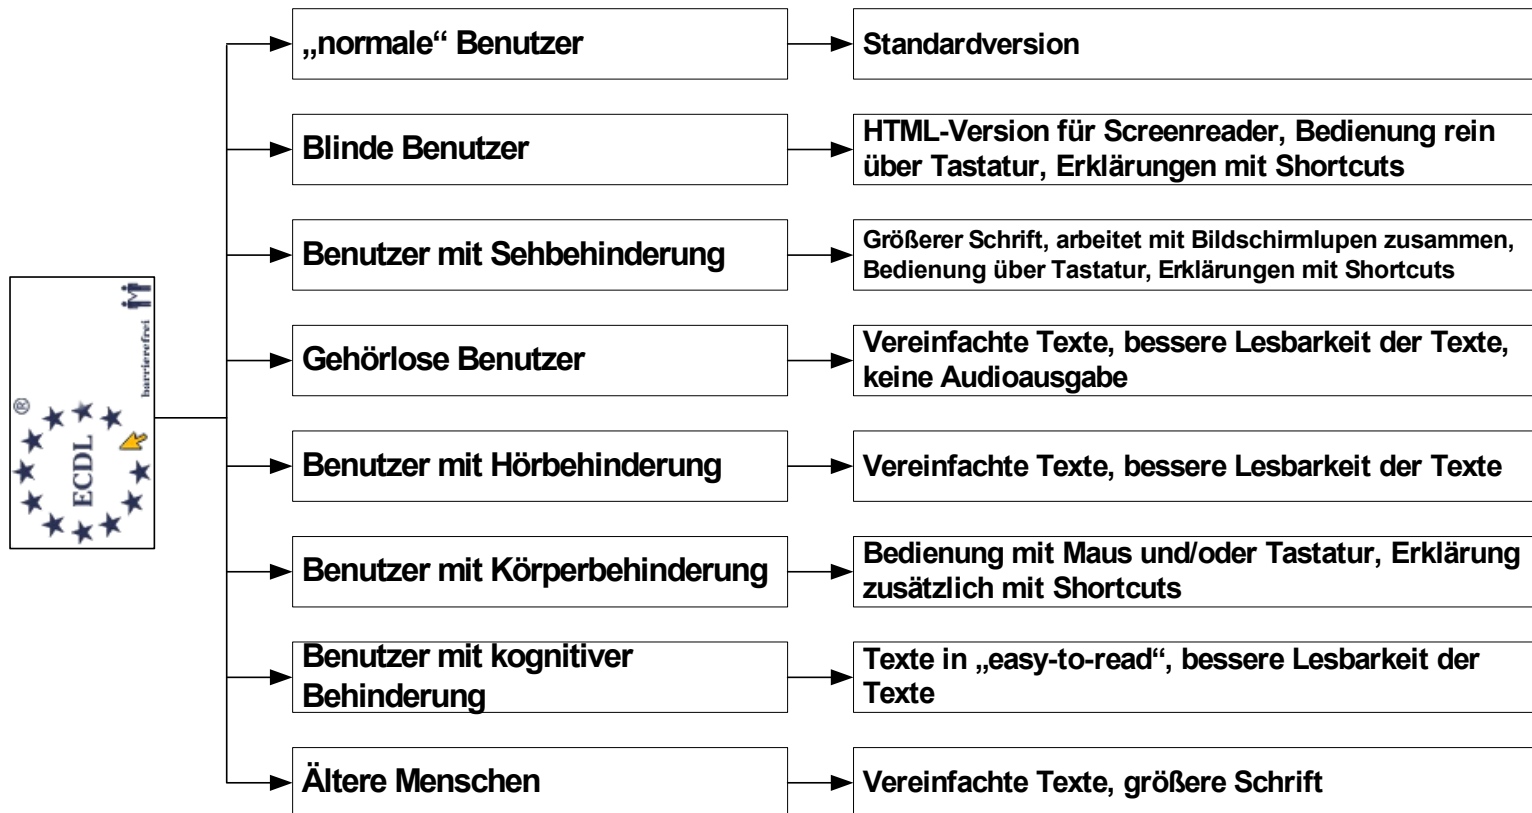 „normale“ Benutzer
Standardversion
Blinde Benutzer
HTML-Version für Screenreader, Bedienung rein
über Tastatur, Erklärungen mit Shortcuts
Benutzer mit Sehbehinderung
Größerer Schrift, arbeitet mit Bildschirmlupen zusammen,
Bedienung über Tastatur, Erklärungen mit Shortcuts
Gehörlose Benutzer
Vereinfachte Texte, bessere Lesbarkeit der Texte,
keine Audioausgabe
Benutzer mit Hörbehinderung
Vereinfachte Texte, bessere Lesbarkeit der Texte
Benutzer mit Körperbehinderung
Bedienung mit Maus und/oder Tastatur, Erklärung
zusätzlich mit Shortcuts
Benutzer mit kognitiver
Behinderung
Texte in „easy-to-read“, bessere Lesbarkeit der
Texte
Ältere Menschen
Vereinfachte Texte, größere Schrift
ECDL
®
barrierefrei